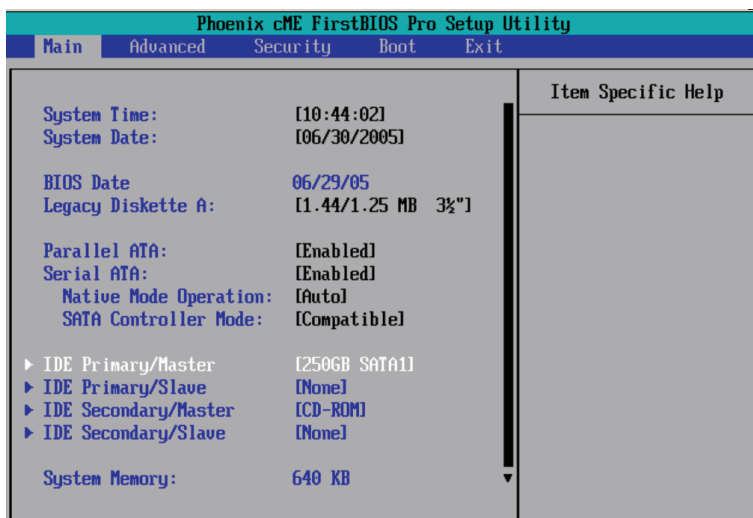 Phoenix cME FirstBIOS Pro Setup Utility
Main Advanced Security Boot Exit
Item Specific Help
System Time: [10:44:02]
System Date: [06/30/2005]
BIOS Date 06/29/05
Legacy Diskette A: [1.44/1.25 MB 3½"]
Parallel ATA: [Enabled]
Serial ATA: [Enabled]
Native Mode Operation: [Auto]
SATA Controller Mode: [Compatible]
IDE Primary/Master [250GB SATA1]
IDE Primary/Slave [None]
IDE Secondary/Master [CD-ROM]
IDE Secondary/Slave [None]
System Memory: 640 KB